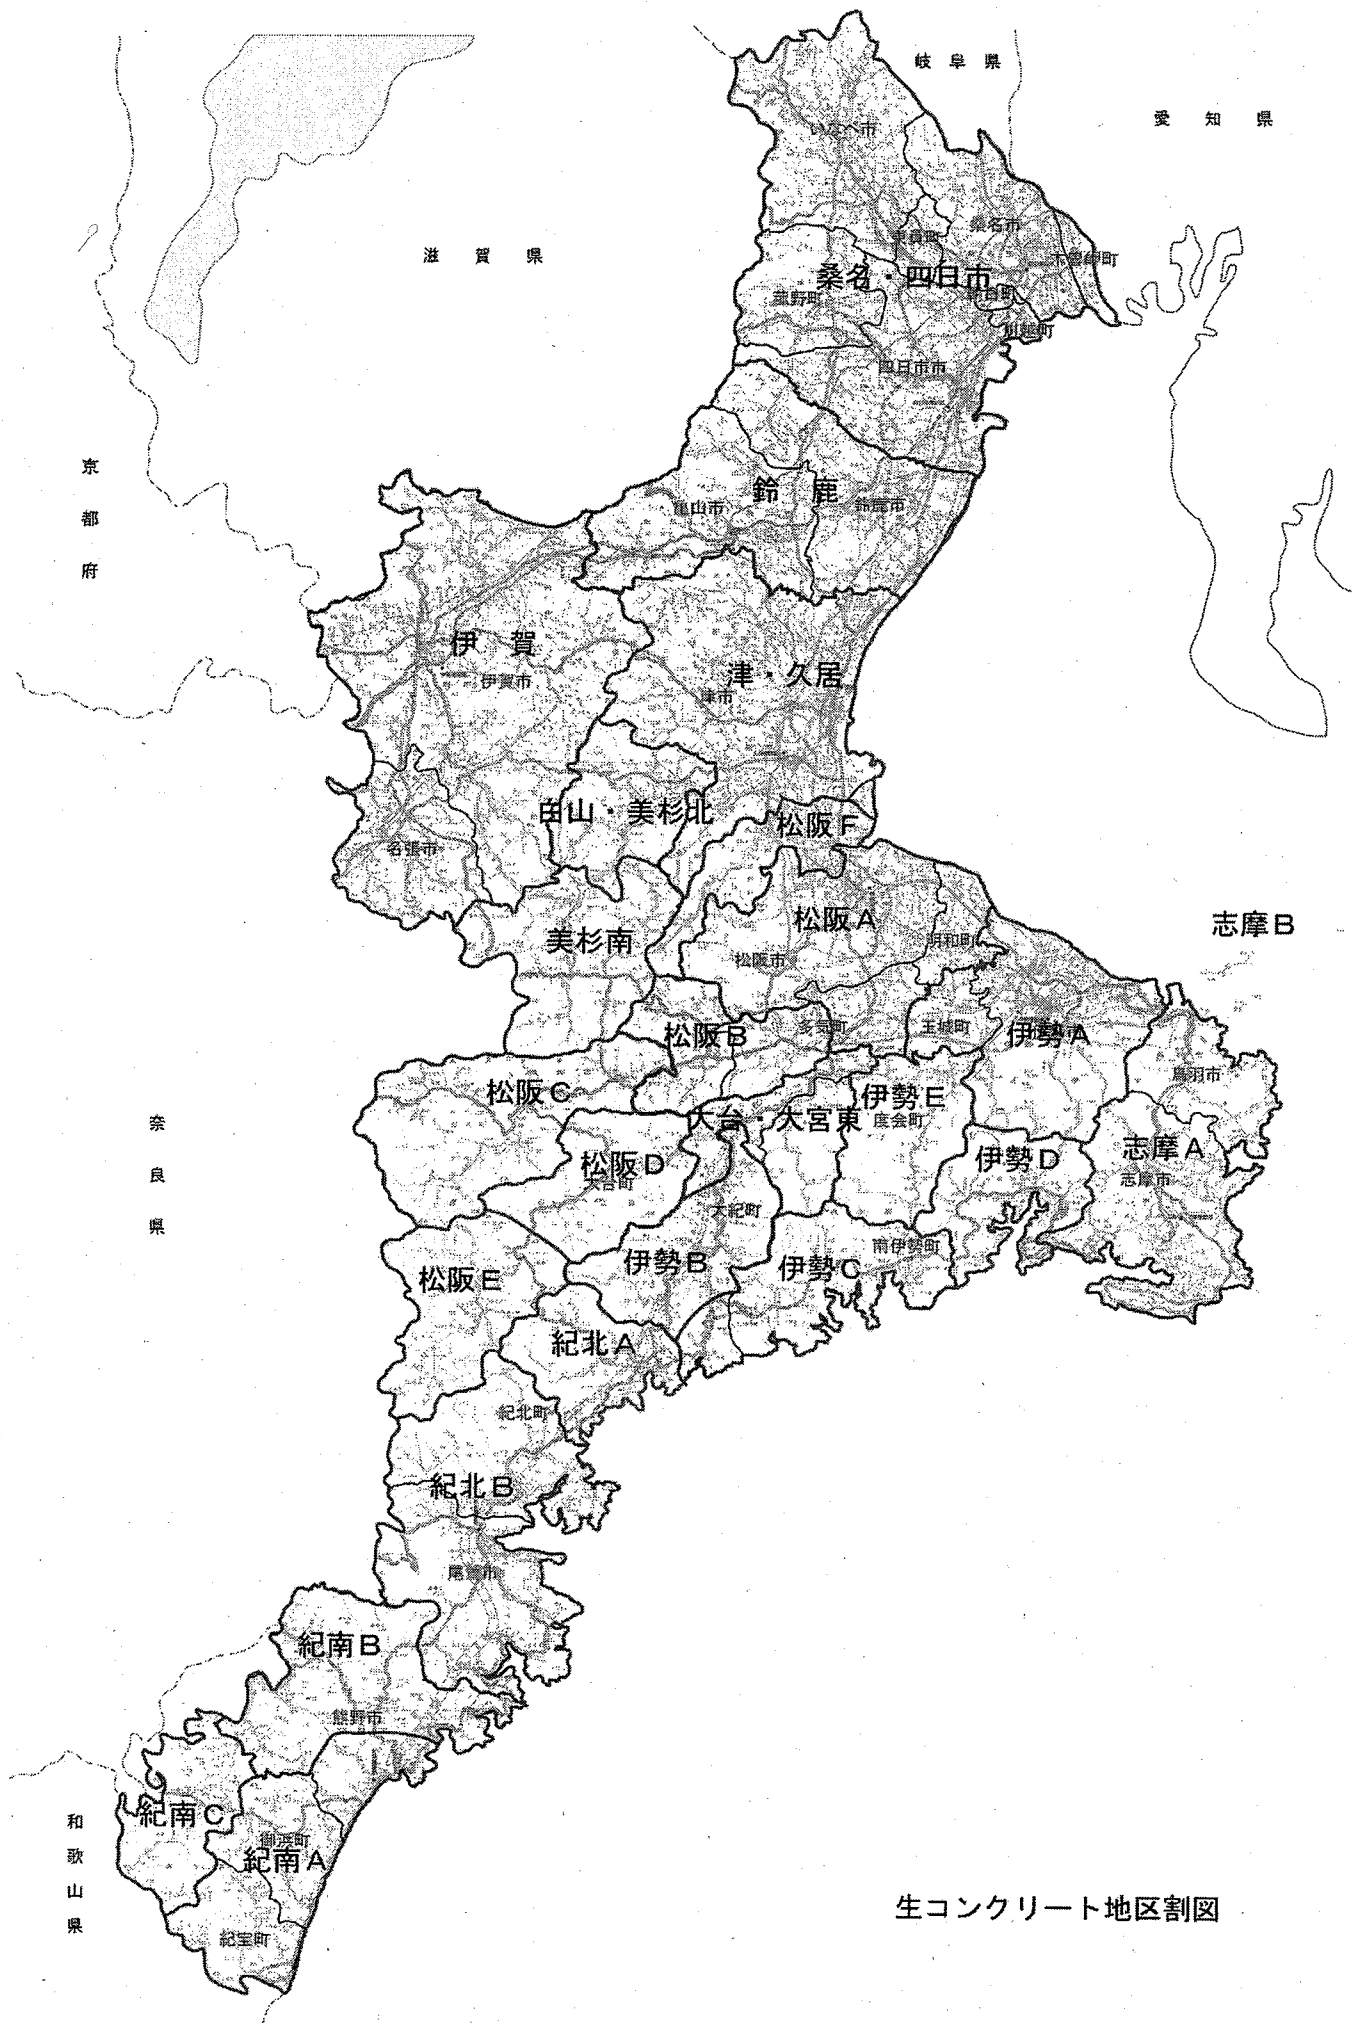 岐阜県
愛知県
いなべ市
桑名市
東員町
木曽岬町
滋賀県
桑名・四日市
菰野町
朝日町
川越町
四日市市
京都府
鈴鹿
亀山市
鈴鹿市
伊賀
伊賀市
津・久居
津市
白山・美杉北
松阪F
名張市
松阪A
志摩B
美杉南
明和町
松阪市
松阪B
多気町
玉城町
伊勢A
鳥羽市
松阪C
伊勢E
大台・大宮東
度会町
奈良県
松阪D
大台町
伊勢D
志摩A
志摩市
大紀町
南伊勢町
伊勢B
伊勢C
松阪E
紀北A
紀北町
紀北B
尾鷲市
紀南B
熊野市
紀南C
御浜町
紀南A
和歌山県
紀宝町
生コンクリート地区割図